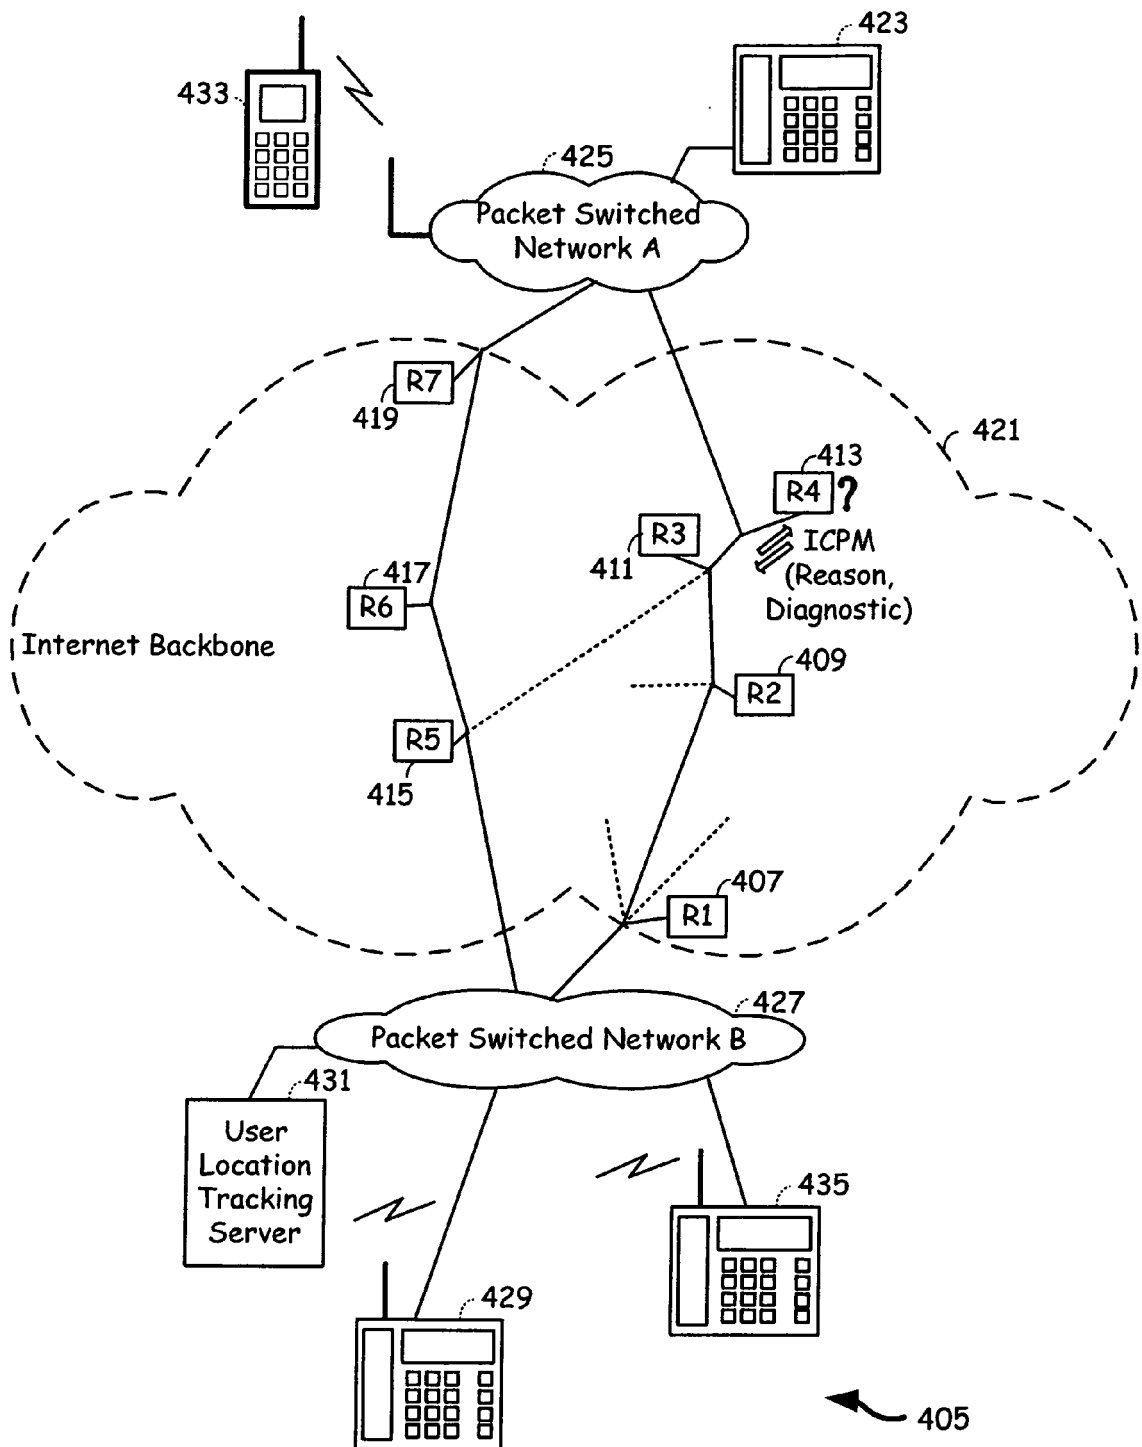 423
433
425
Packet Switched
Network A
R7
419
421
413
R4 ?
R3
411
ICPM
(Reason,
Diagnostic)
417
R6
Internet Backbone
409
R2
R5
415
407
R1
427
Packet Switched Network B
431
User
Location
Tracking
Server
435
429
405